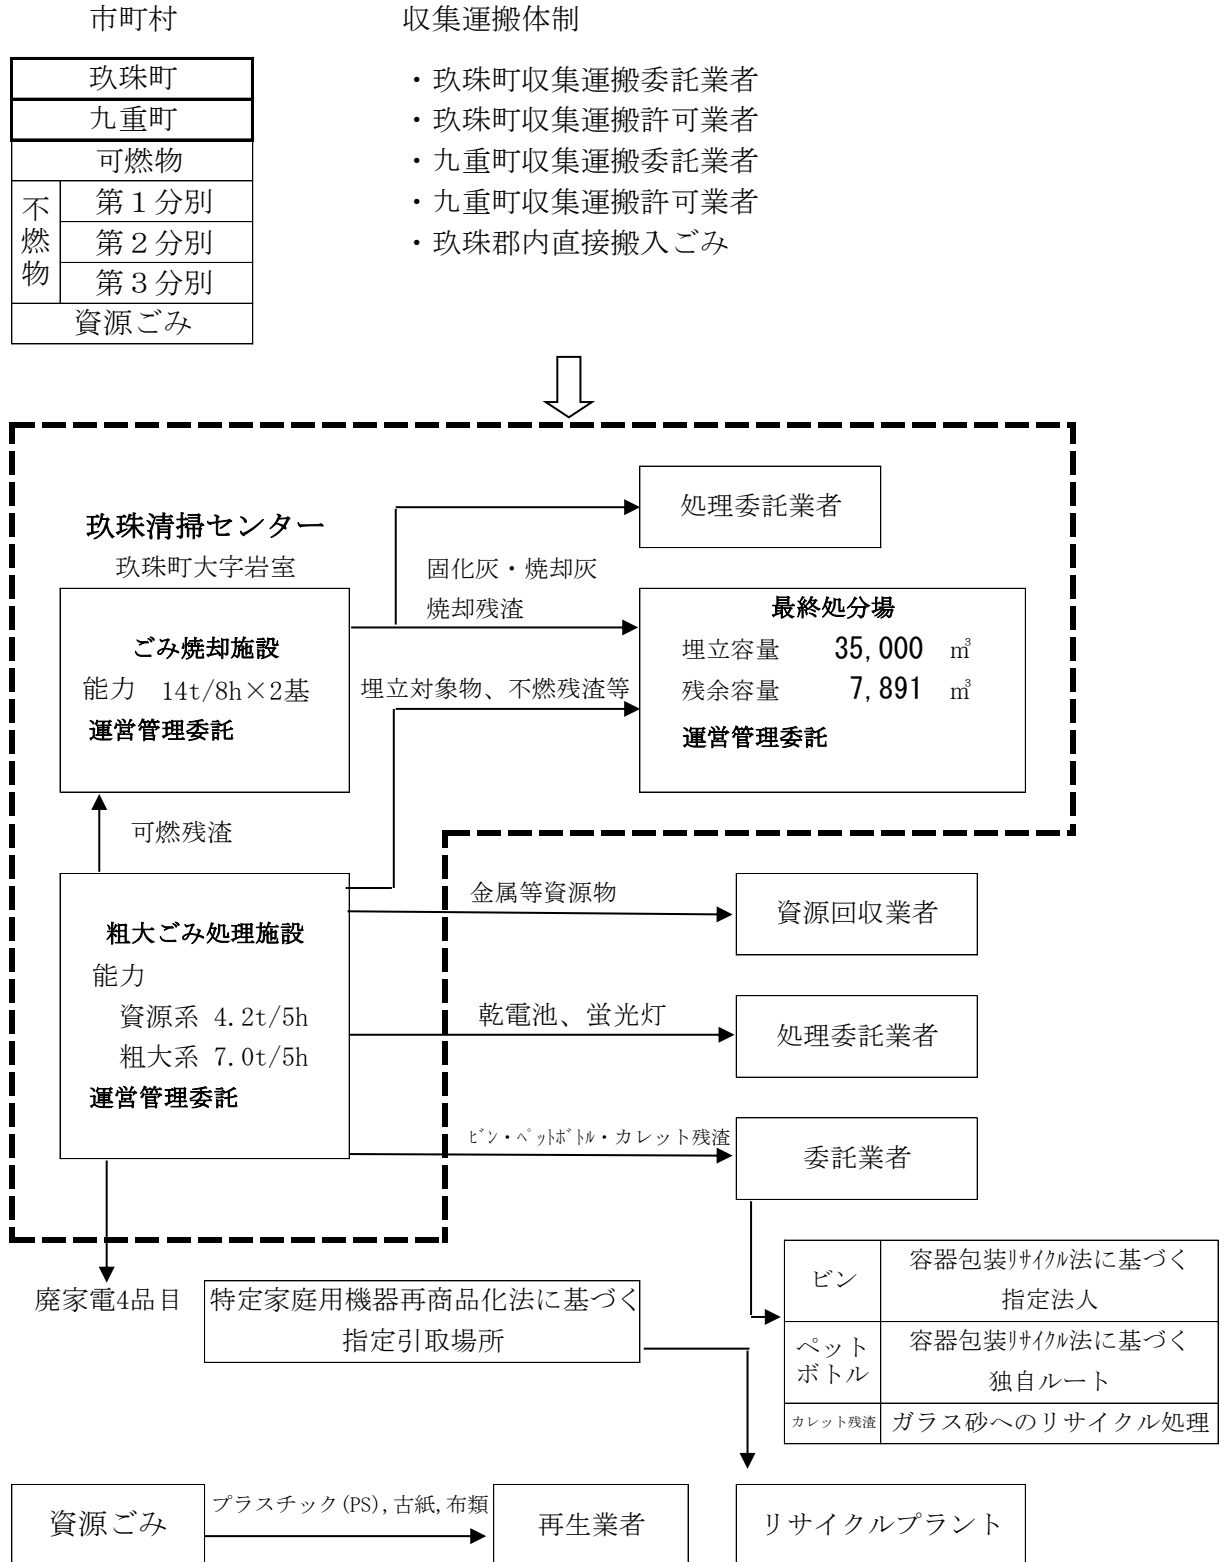 市町村
収集運搬体制
玖珠町
九重町
可燃物
不燃物
第１分別
第２分別
第３分別
資源ごみ
・玖珠町収集運搬委託業者
・玖珠町収集運搬許可業者
・九重町収集運搬委託業者
・九重町収集運搬許可業者
・玖珠郡内直接搬入ごみ
処理委託業者
玖珠清掃センター
玖珠町大字岩室
固化灰・焼却灰
焼却残渣
ごみ焼却施設
能力 14t/8h×2基
運営管理委託
最終処分場
埋立容量 35,000 ㎥
残余容量 7,891 ㎥
運営管理委託
埋立対象物、不燃残渣等
可燃残渣
粗大ごみ処理施設
能力
資源系 4.2t/5h
粗大系 7.0t/5h
運営管理委託
金属等資源物
資源回収業者
乾電池、蛍光灯
処理委託業者
ﾋﾞﾝ・ﾍﾟｯﾄﾎﾞﾄﾙ・カレット残渣
委託業者
廃家電4品目
特定家庭用機器再商品化法に基づく
指定引取場所
ビン
容器包装ﾘｻｲｸﾙ法に基づく
指定法人
ペット
ボトル
容器包装ﾘｻｲｸﾙ法に基づく
独自ルート
カレット残渣
ガラス砂へのリサイクル処理
資源ごみ
プラスチック(PS),古紙,布類
再生業者
リサイクルプラント